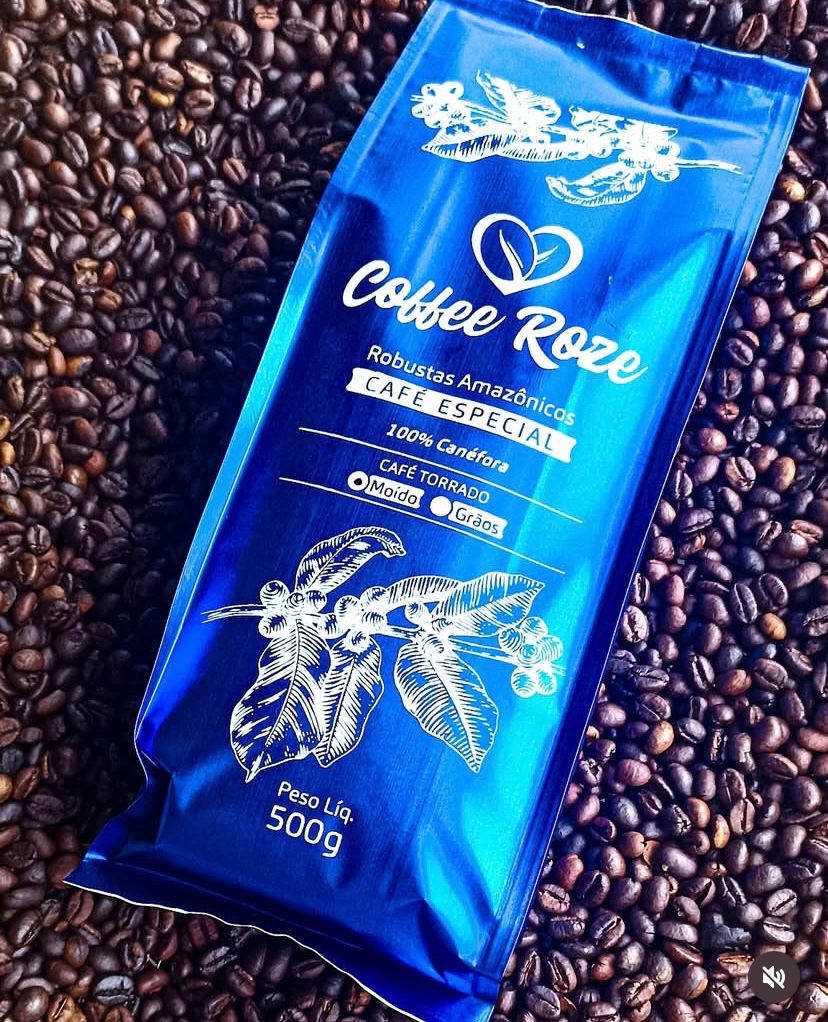 Coffee Roze
Robustas Amazônicos
CAFÉ ESPECIAL
100% Canéfora
CAFÉ TORRADO
Moído Grãos
Peso Líq.
500g